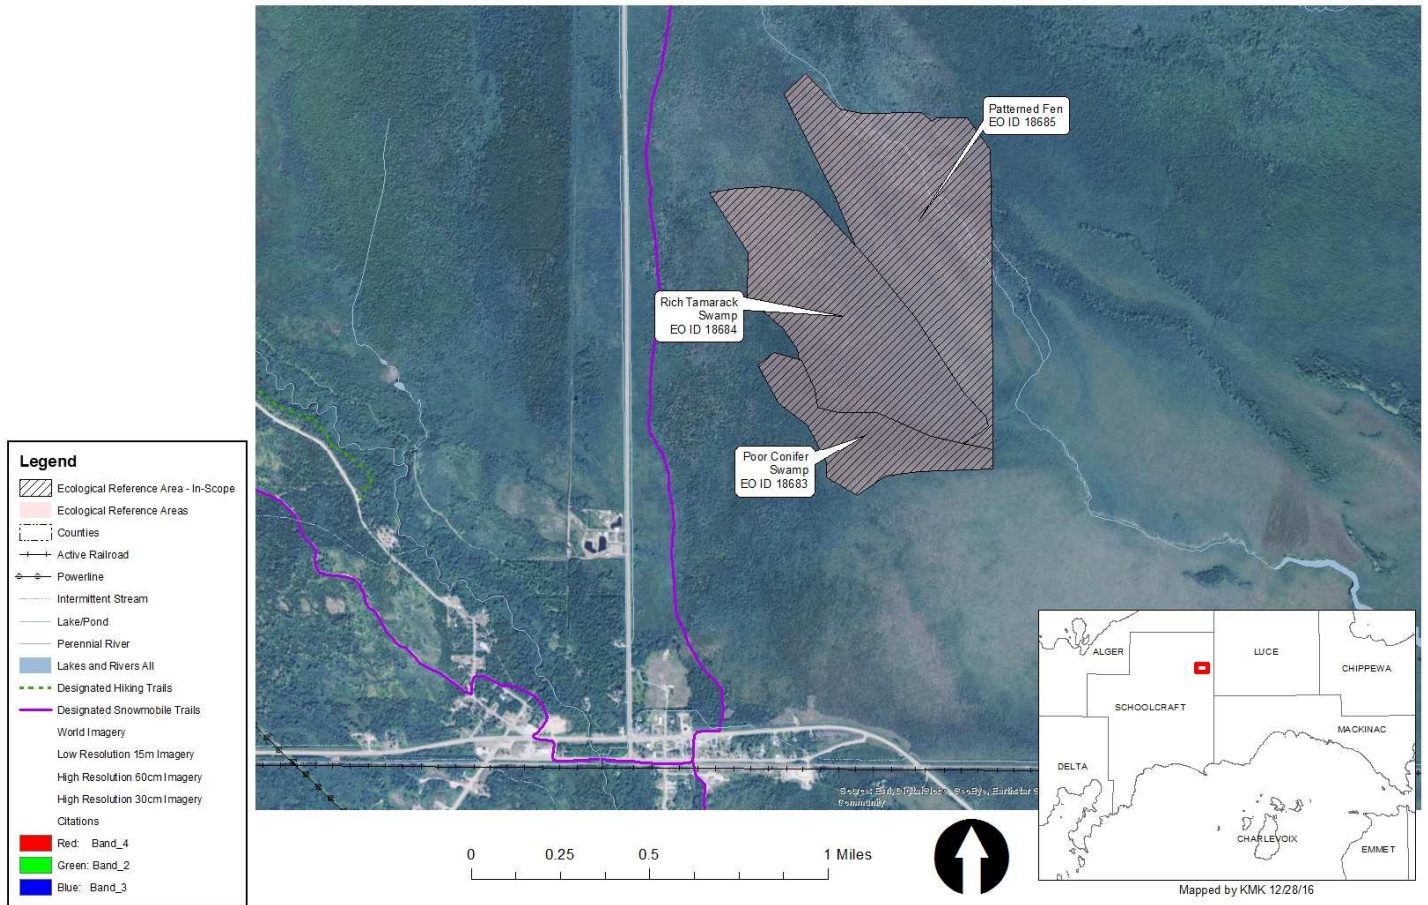 Patterned Fen
EO ID 18685
Rich Tamarack
Swamp
EO ID 18684
Poor Conifer
Swamp
EO ID 18683
Legend
Ecological Reference Area - In-Scope
Ecological Reference Areas
Counties
Active Railroad
Powerline
Intermittent Stream
Lake/Pond
Perennial River
Lakes and Rivers All
Designated Hiking Trails
Designated Snowmobile Trails
World Imagery
Low Resolution 15m Imagery
High Resolution 60cm Imagery
High Resolution 30cm Imagery
Citations
Red: Band_4
Green: Band_2
Blue: Band_3
Earthstar
Community
0 0.25 0.5 1 Miles
ALGER
LUCE
CHIPPEWA
SCHOOLCRAFT
MACKINAC
DELTA
CHARLEVOIX
EMMET
Mapped by KMK 12/28/16